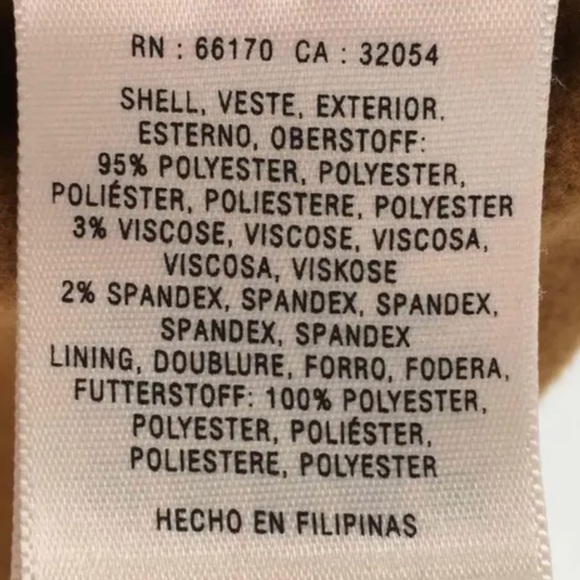 RN : 66170 CA : 32054
SHELL, VESTE, EXTERIOR.
ESTERNO, OBERSTOFF:
95% POLYESTER, POLYESTER,
POLIÉSTER, POLIESTERE, POLYESTER
3% VISCOSE, VISCOSE, VISCOSA,
VISCOSA, VISKOSE
2% SPANDEX, SPANDEX, SPANDEX,
SPANDEX, SPANDEX
LINING, DOUBLURE, FORRO, FODERA,
FUTTERSTOFF: 100% POLYESTER,
POLYESTER, POLIÉSTER,
POLIESTERE, POLYESTER
HECHO EN FILIPINAS